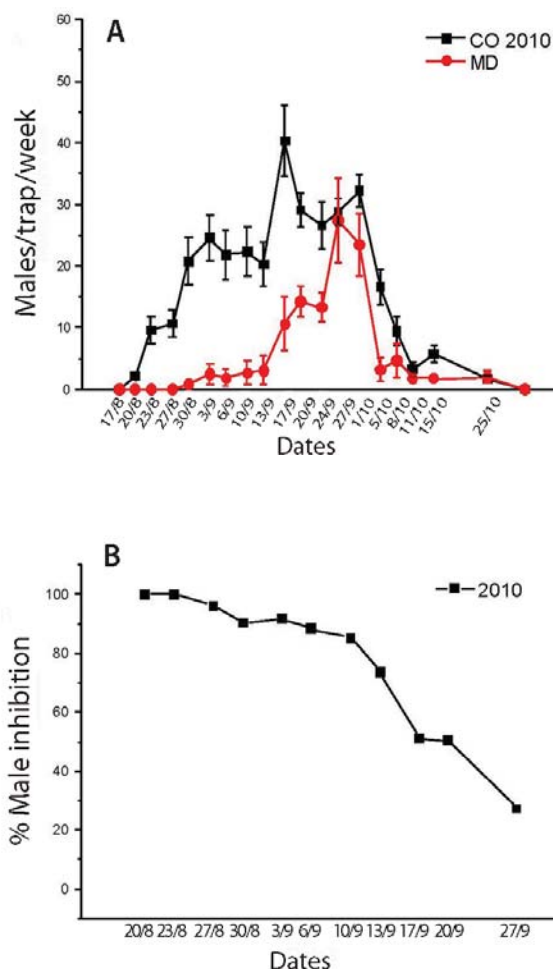 A
CO 2010
MD
60
50
40
30
20
10
0
Males/trap/week
17/8 20/8 23/8 27/8 30/8 3/9 6/9 10/9 13/9 17/9 20/9 24/9 27/9 1/10 5/10 8/10 11/10 15/10 25/10
Dates
B
2010
100
80
60
40
20
0
% Male inhibition
20/8 23/8 27/8 30/8 3/9 6/9 10/9 13/9 17/9 20/9 27/9
Dates